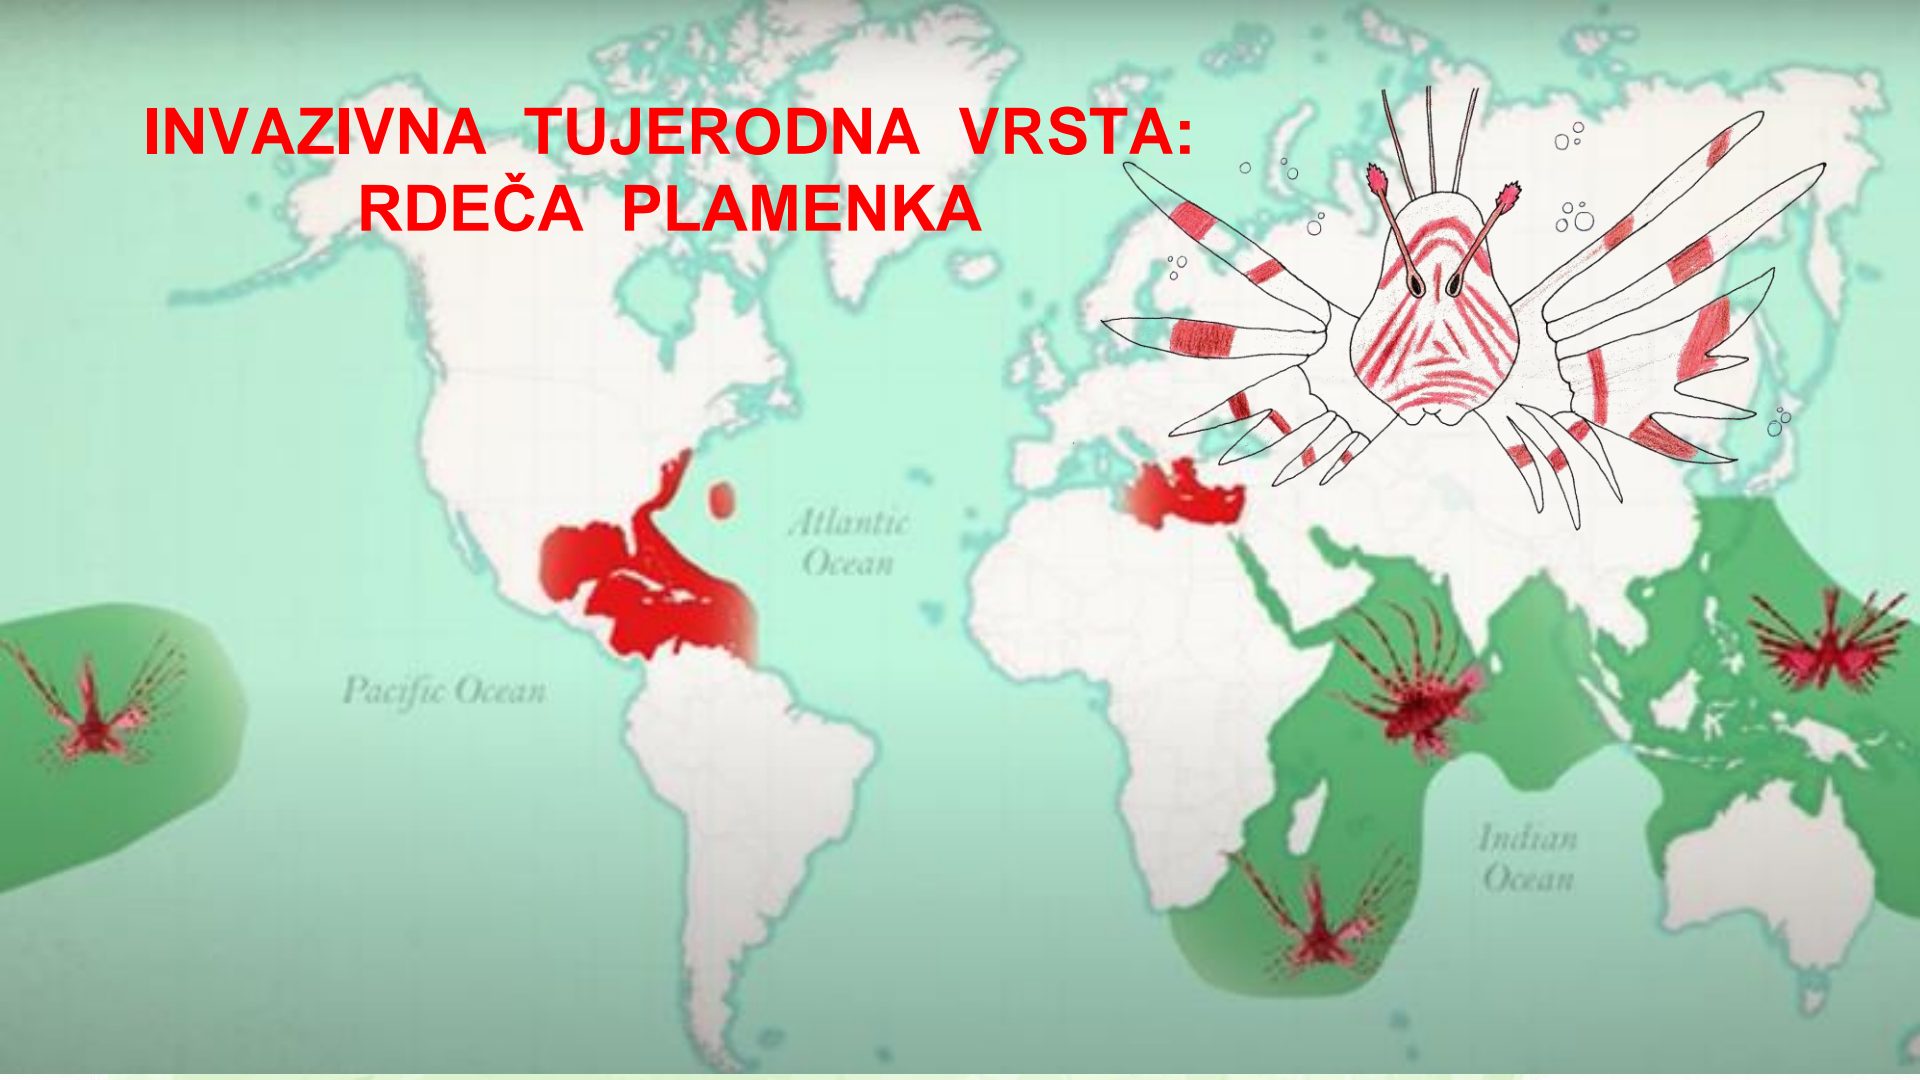 INVAZIVNA TUJERODNA VRSTA:
RDEČA PLAMENKA
Atlantic
Ocean
Pacific Ocean
Indian
Ocean